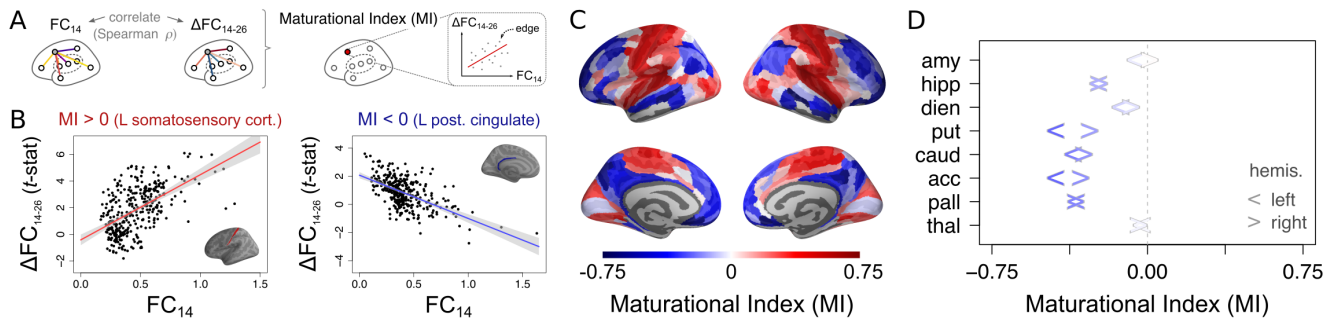 A
FC14
correlate
(Spearman ρ)
ΔFC14-26
Maturational Index (MI)
ΔFC14-26
edge
FC14
B
MI > 0 (L somatosensory cort.)
ΔFC14-26 (t-stat)
6
4
2
0
-2
0.0 0.5 1.0 1.5
FC14
MI < 0 (L post. cingulate)
ΔFC14-26 (t-stat)
4
2
0
-2
-4
0.0 0.5 1.0 1.5
FC14
C
-0.75 0 0.75
Maturational Index (MI)
D
amy
hipp
dien
put
caud
acc
pall
thal
hemis.
< left
> right
−0.75 0.00 0.75
Maturational Index (MI)